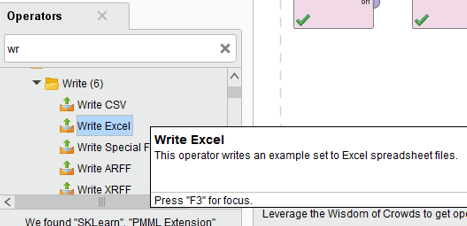 Operators
on
wr
Write (6)
Write CSV
Write Excel
Write Special F
Write ARFF
Write XRFF
Write Excel
This operator writes an example set to Excel spreadsheet files.
Press "F3" for focus.
We found "SKLearn", "PMML Extension"
Leverage the Wisdom of Crowds to get ope